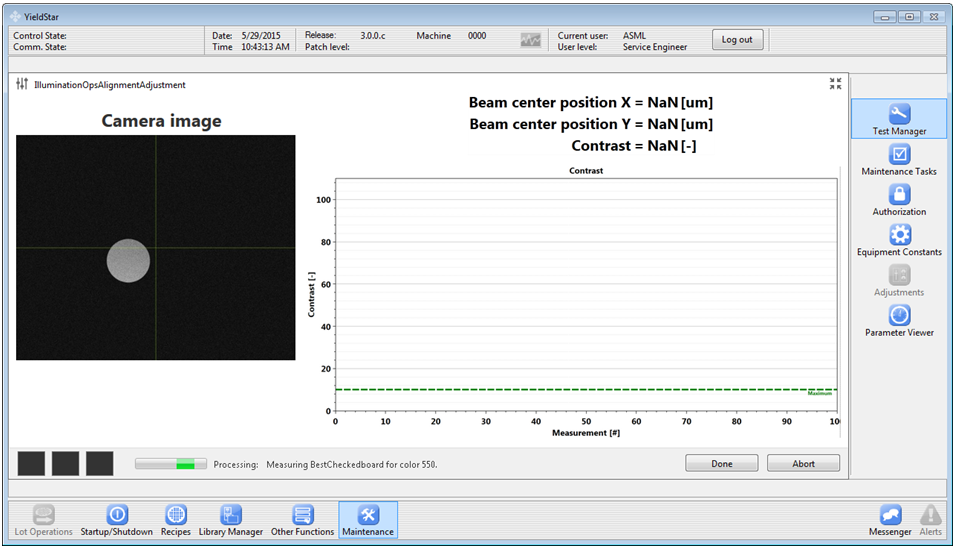 YieldStar
Control State:
Comm. State:
Date: 5/29/2015
Time 10:43:13 AM
Release: 3.0.0.c
Patch level:
Machine 0000
Current user: ASML
User level: Service Engineer
Log out
IlluminationOpsAlignmentAdjustment
Camera image
Beam center position X = NaN [um]
Beam center position Y = NaN [um]
Contrast = NaN [-]
Contrast
Contrast [-]
100
80
60
40
20
0
Maximum
0 10 20 30 40 50 60 70 80 90 10
Measurement [#]
Processing: Measuring BestCheckedboard for color 550.
Done
Abort
Test Manager
Maintenance Tasks
Authorization
Equipment Constants
Adjustments
Parameter Viewer
Lot Operations
Startup/Shutdown
Recipes
Library Manager
Other Functions
Maintenance
Messenger
Alerts